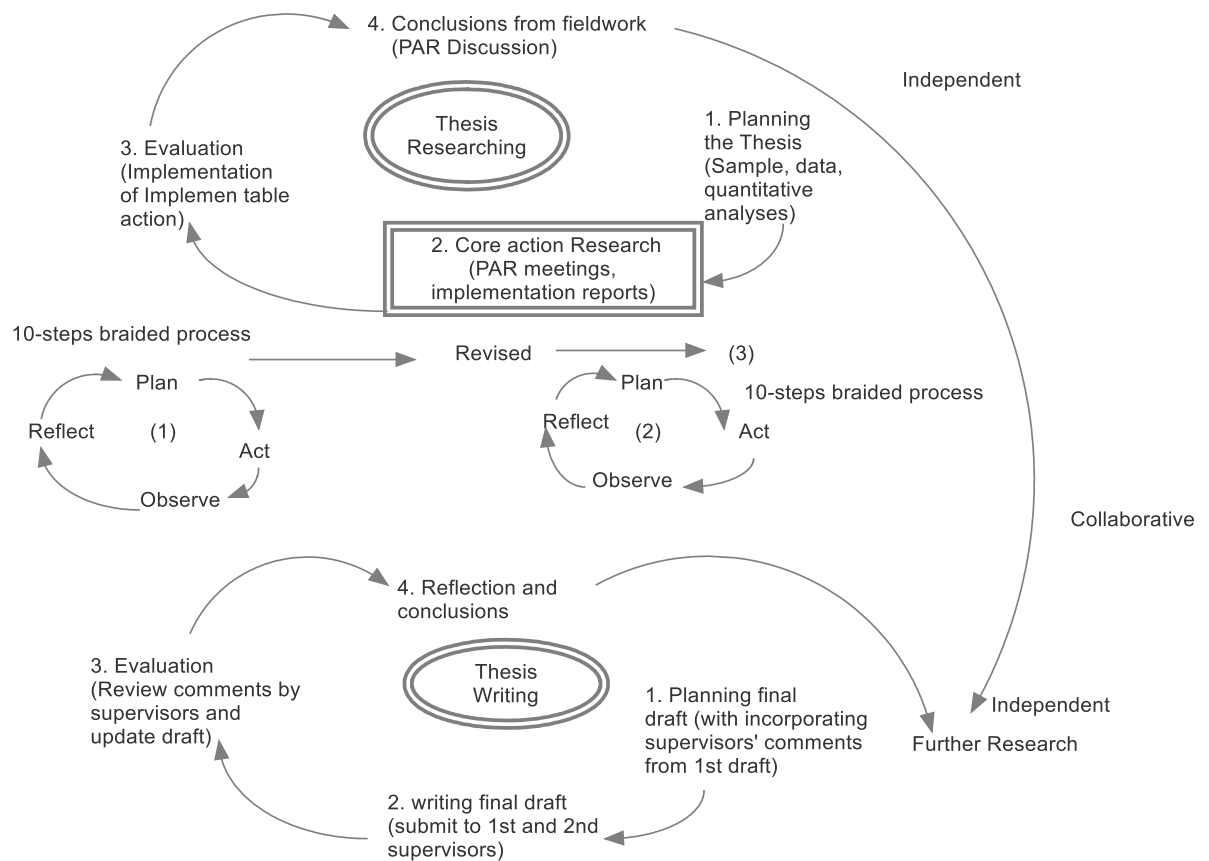 4. Conclusions from fieldwork
(PAR Discussion)
Independent
Thesis
Researching
1. Planning
the Thesis
(Sample, data,
quantitative
analyses)
3. Evaluation
(Implementation
of Implemen table
action)
2. Core action Research
(PAR meetings,
implementation reports)
10-steps braided process
Revised
(3)
Plan
Reflect
(1)
Act
Observe
Plan
10-steps braided process
Reflect
(2)
Act
Observe
Collaborative
4. Reflection and
conclusions
Thesis
Writing
3. Evaluation
(Review comments by
supervisors and
update draft)
1. Planning final
draft (with incorporating
supervisors' comments
from 1st draft)
Independent
Further Research
2. writing final draft
(submit to 1st and 2nd
supervisors)